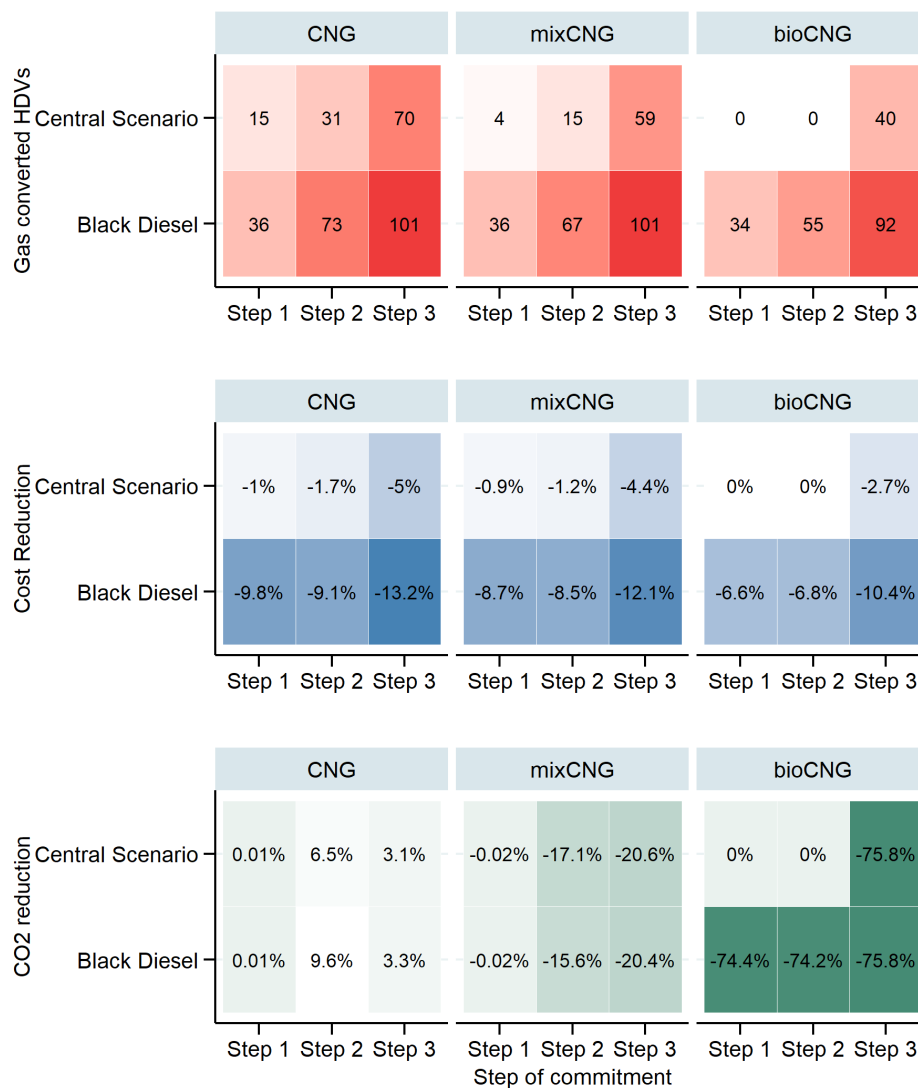 CNG mixCNG bioCNG
Gas converted HDVs
Central Scenario 15 31 70 4 15 59 0 0 40
Black Diesel 36 73 101 36 67 101 34 55 92
Step 1 Step 2 Step 3 Step 1 Step 2 Step 3 Step 1 Step 2 Step 3
CNG mixCNG bioCNG
Cost Reduction
Central Scenario -1% -1.7% -5% -0.9% -1.2% -4.4% 0% 0% -2.7%
Black Diesel -9.8% -9.1% -13.2% -8.7% -8.5% -12.1% -6.6% -6.8% -10.4%
Step 1 Step 2 Step 3 Step 1 Step 2 Step 3 Step 1 Step 2 Step 3
CNG mixCNG bioCNG
CO2 reduction
Central Scenario 0.01% 6.5% 3.1% -0.02% -17.1% -20.6% 0% 0% -75.8%
Black Diesel 0.01% 9.6% 3.3% -0.02% -15.6% -20.4% -74.4% -74.2% -75.8%
Step 1 Step 2 Step 3 Step 1 Step 2 Step 3 Step 1 Step 2 Step 3
Step of commitment